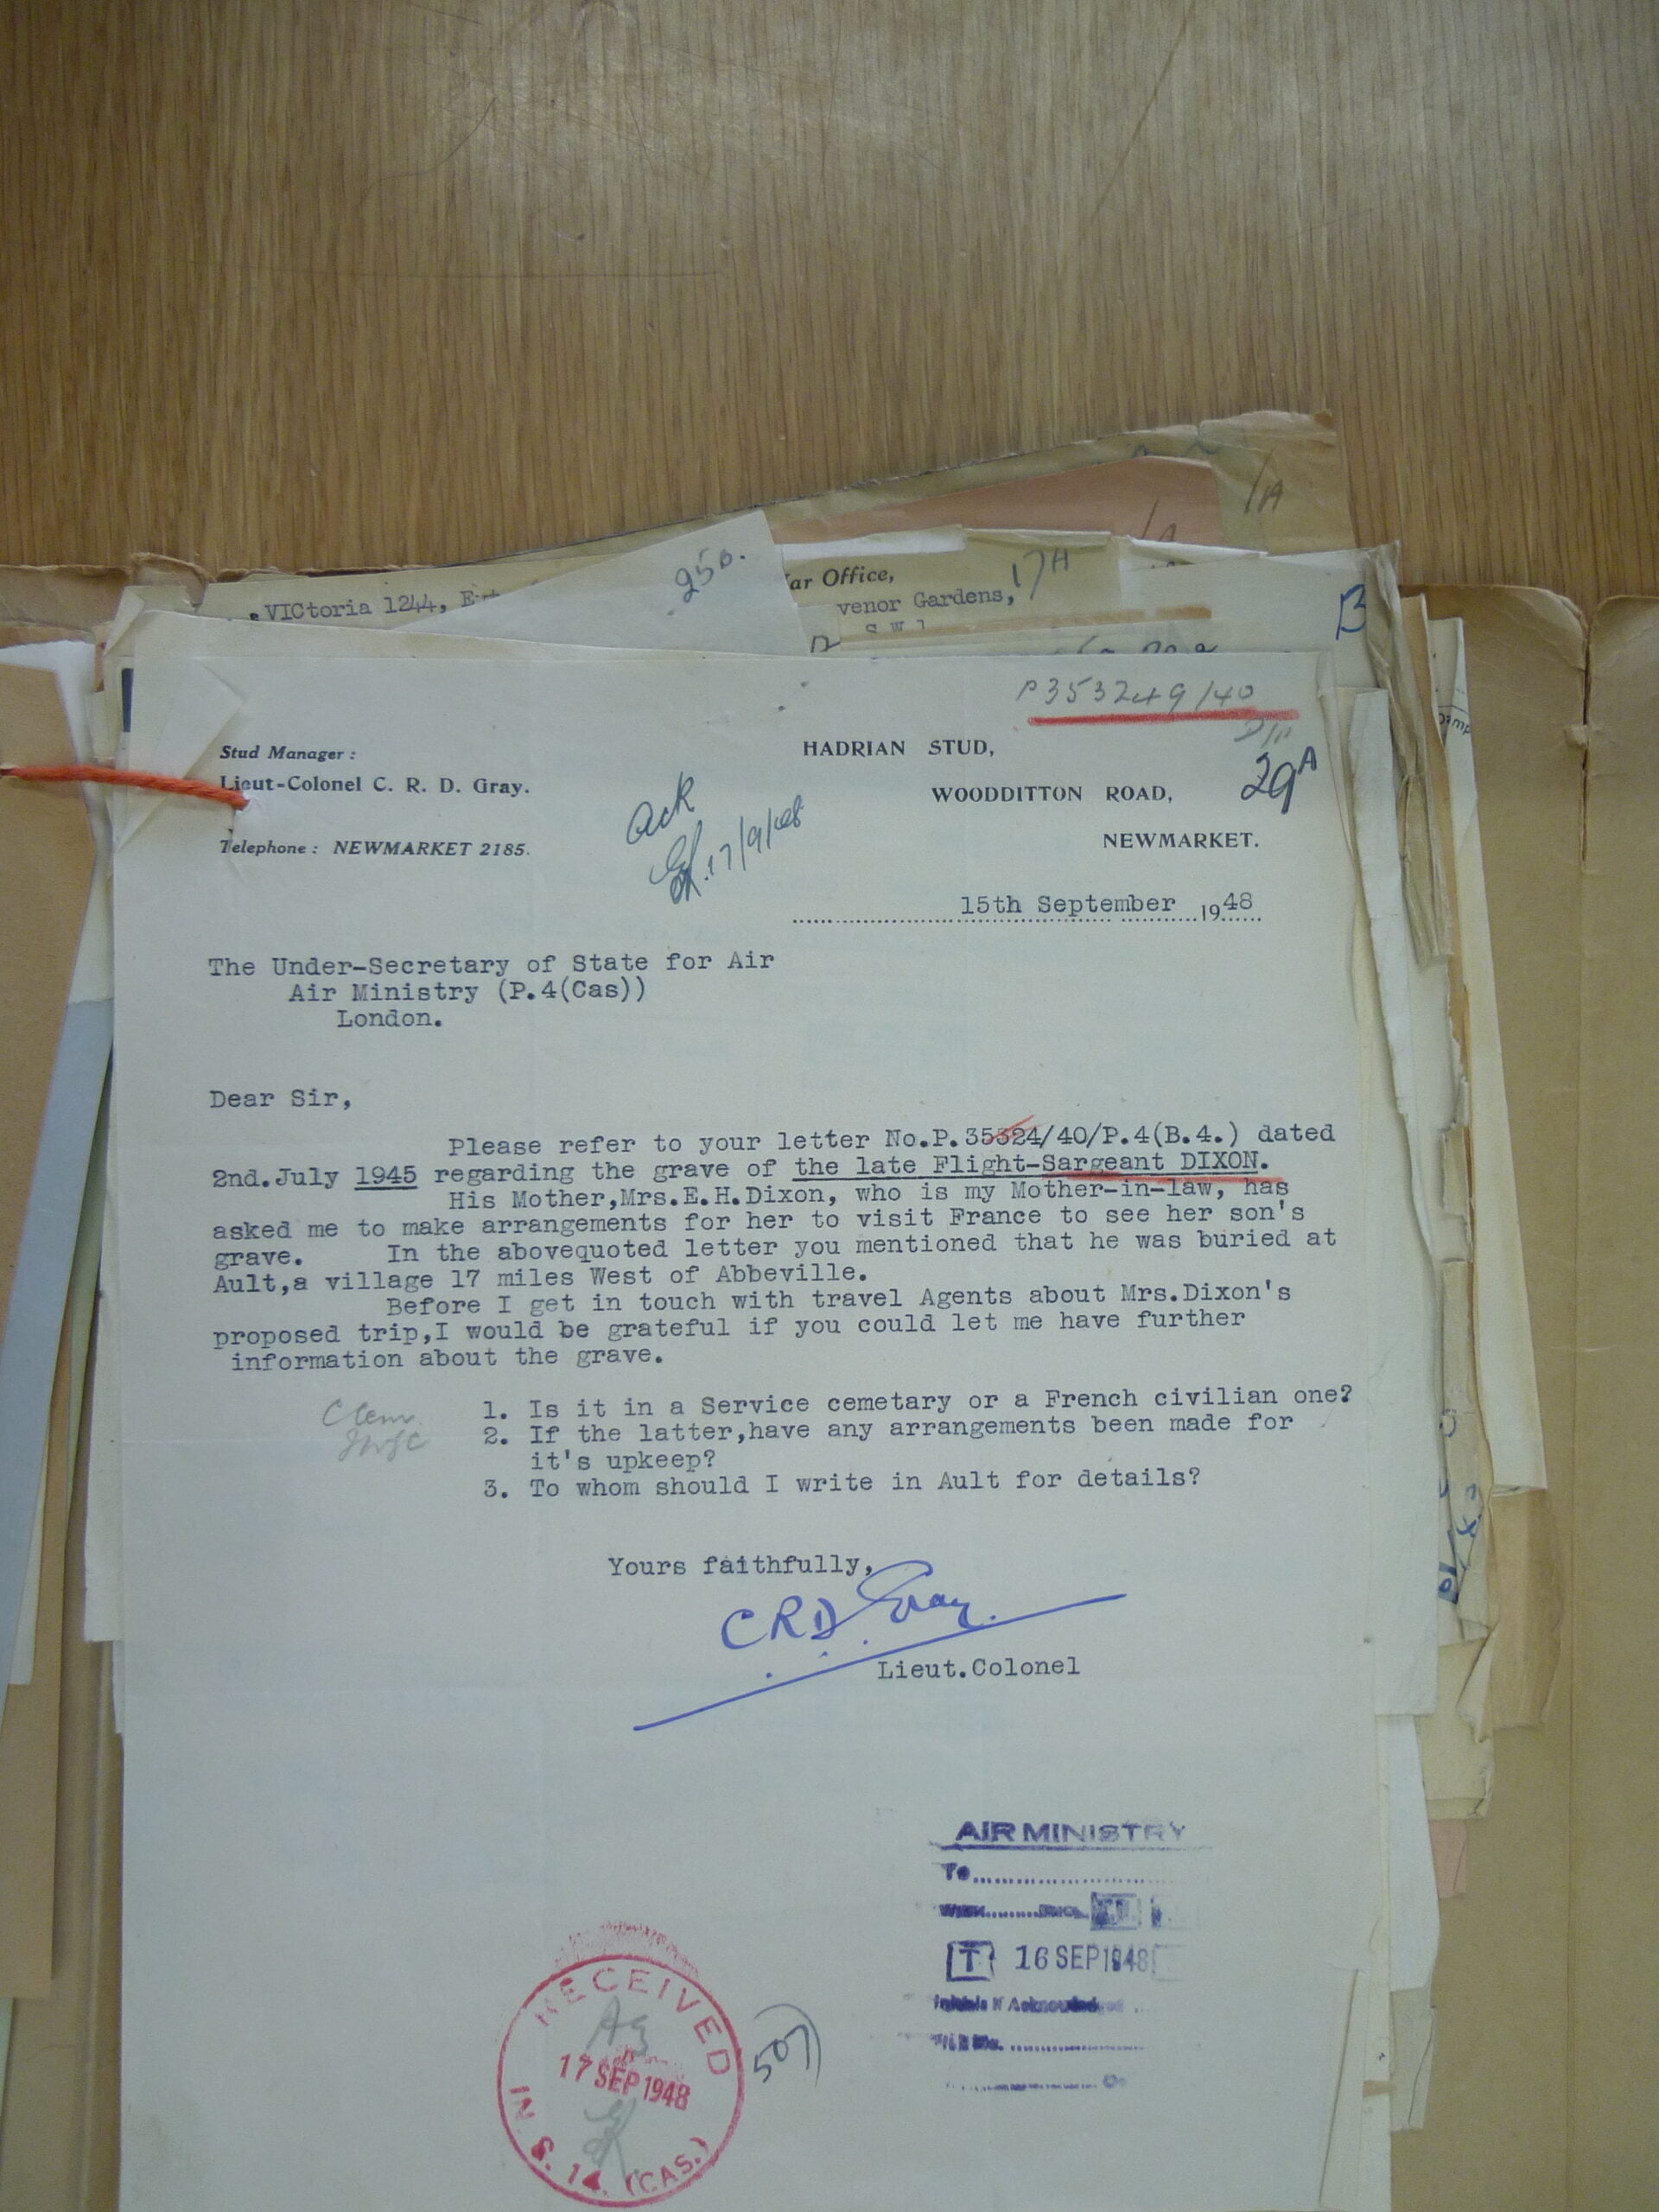 1A
25B.
ar Office,
17A
VICtoria 1244, Ext
venor Gardens,
S W 1
B
P353249/40
Stud Manager :
Lieut-Colonel C. R. D. Gray.
Telephone : NEWMARKET 2185.
Ack
17/9/48
HADRIAN STUD,
29A
WOODDITTON ROAD,
NEWMARKET.
15th September 1948
The Under-Secretary of State for Air
Air Ministry (P.4(Cas))
London.
Dear Sir,
Please refer to your letter No.P.35324/40/P.4(B.4.) dated
2nd.July 1945 regarding the grave of the late Flight-Sargeant DIXON.
His Mother,Mrs.E.H.Dixon, who is my Mother-in-law, has
asked me to make arrangements for her to visit France to see her son's
grave. In the abovequoted letter you mentioned that he was buried at
Ault,a village 17 miles West of Abbeville.
Before I get in touch with travel Agents about Mrs.Dixon's
proposed trip,I would be grateful if you could let me have further
information about the grave.
1. Is it in a Service cemetary or a French civilian one?
2. If the latter,have any arrangements been made for
it's upkeep?
3. To whom should I write in Ault for details?
Yours faithfully,
CRD Gray.
Lieut.Colonel
AIR MINISTRY
To
T 16 SEP 1948
RECEIVED
17 SEP 1948
IN S. 14. (CAS.)
507